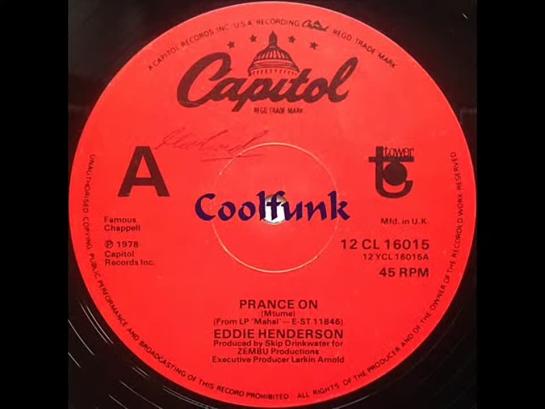 A CAPITOL RECORDS INC. U.S.A. RECORDING Capitol REGD. TRADE MARK.
Capitol
REGD. TRADE MARK.
A
tower
t
Coolfunk
Famous
Chappell
Mfd. in U.K.
℗ 1978
Capitol
Records Inc.
12 CL 16015
12 YCL 16015A
45 RPM
PRANCE ON
(Mtume)
(From LP 'Mahal' — E-ST 11846)
EDDIE HENDERSON
Produced by Skip Drinkwater for
ZEMBU Productions
Executive Producer Larkin Arnold
UNAUTHORISED COPYING, PUBLIC PERFORMANCE AND BROADCASTING OF THIS RECORD PROHIBITED. ALL RIGHTS OF THE PRODUCER AND OF THE OWNER OF THE RECORDED WORK RESERVED.